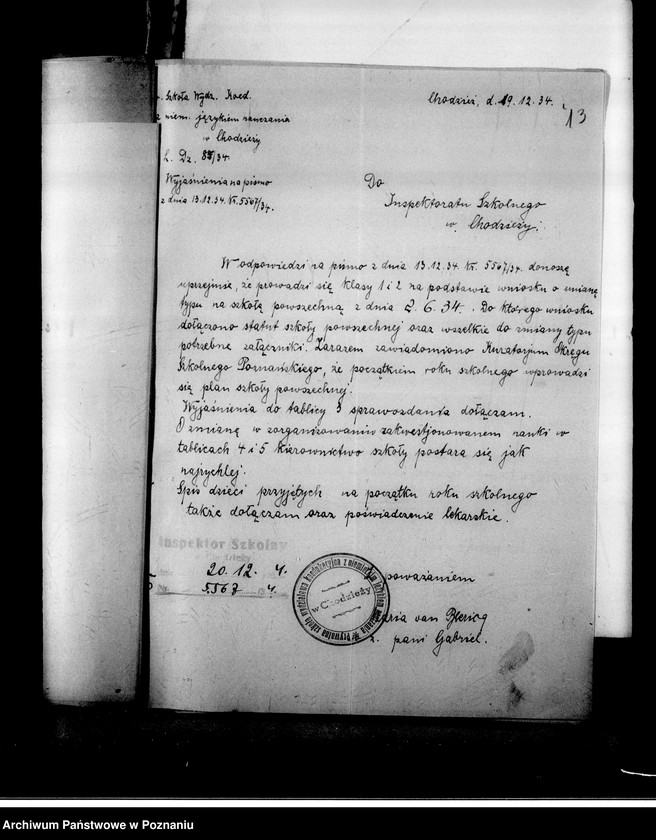 Szkoła Wydz. Koed.
z niem. językiem nauczania
w Chodzieży
L. Dz. /34.
Wyjaśnienia na pismo
z dnia 13.12.34. Nr. 5567/34.
Chodzież, d. 19. 12. 34.
13
Do
Inspektoratu Szkolnego
w Chodzieży.
W odpowiedzi na pismo z dnia 13.12.34. Nr. 5567/34. donoszę
uprzejmie, że prowadzi się klasy 1 i 2 na podstawie wniosku o zmianę
typu na szkołę powszechną z dnia 2. 6. 34. . Do którego wniosku
dołączono statut szkoły powszechnej oraz wszelkie do zmiany typu
potrzebne załączniki. Zarazem zawiadomiono Kuratorjum Okręgu
Szkolnego Poznańskiego, że początkiem roku szkolnego wprowadzi
się plan szkoły powszechnej.
Wyjaśnienia do tablicy 3 sprawozdania dołączam.
O zmianę w zorganizowaniu zakwestjonowanem nauki w
tablicach 4 i 5 kierownictwo szkoły postara się jak
najrychlej.
Spis dzieci przyjętych na początku roku szkolnego
także dołączam oraz poświadczenie lekarskie.
Inspektor Szkolny
20. 12. 4.
Nr. 5567 4.
w Chodzieży
poważaniem
Maria van
z. pani Gabriel.
Archiwum Państwowe w Poznaniu